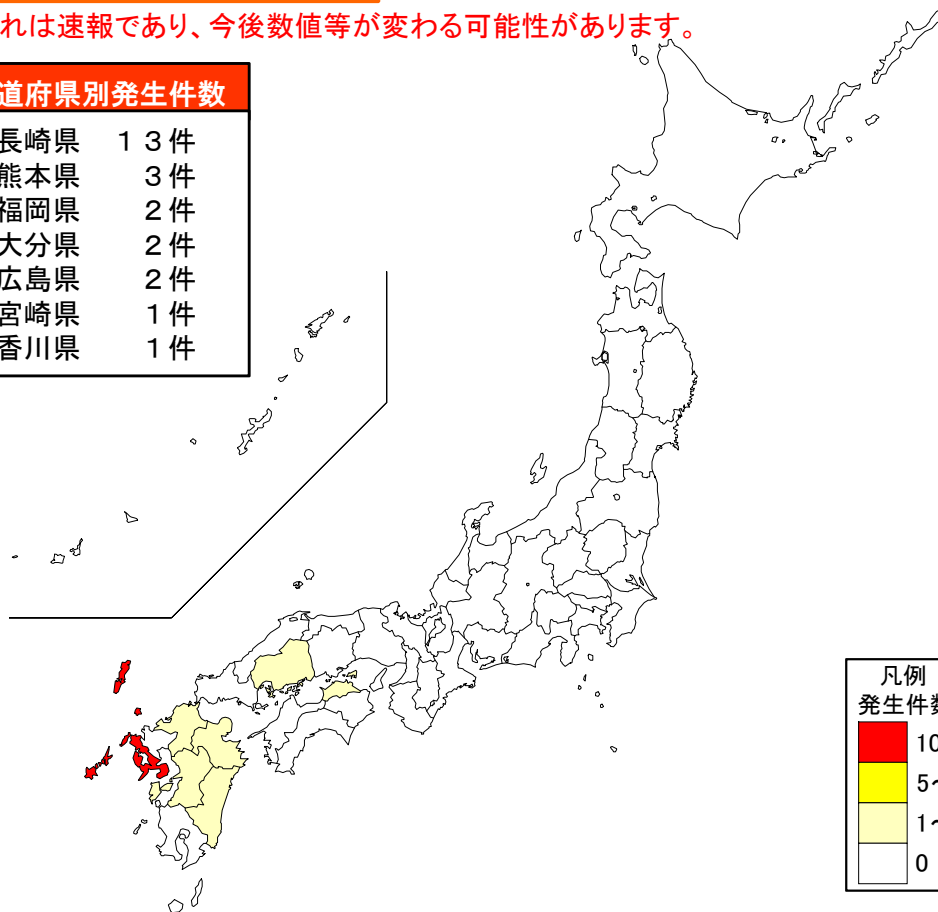 れは速報であり、今後数値等が変わる可能性があります。
道府県別発生件数
長崎県 １３件
熊本県 ３件
福岡県 ２件
大分県 ２件
広島県 ２件
宮崎県 １件
香川県 １件
凡例
発生件数
10
5~
1~
0